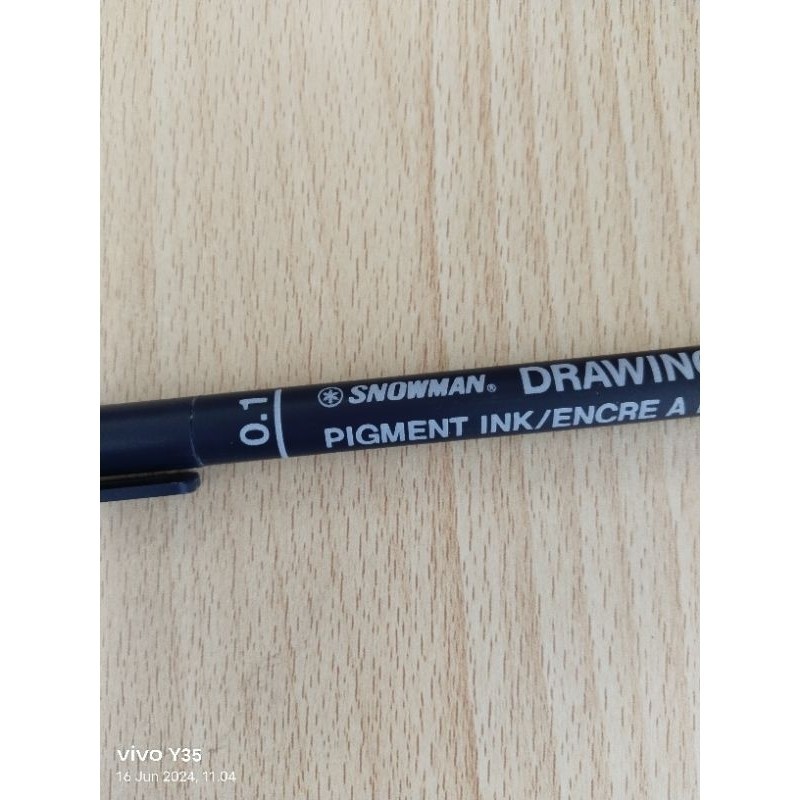 0.1
SNOWMAN® DRAWING
PIGMENT INK/ENCRE A
vivo Y35
16 Jun 2024, 11.04